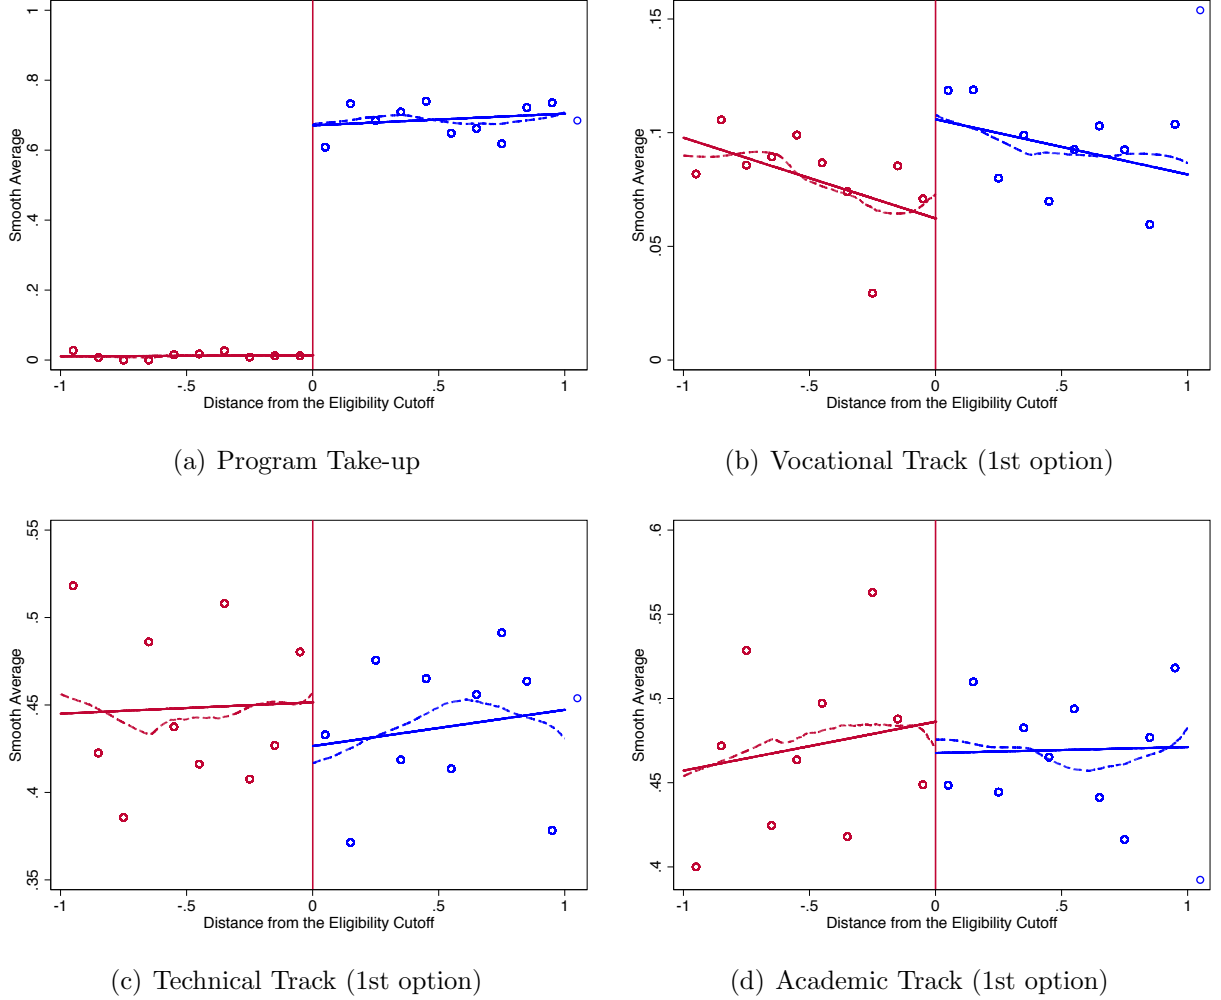 1
.8
.6
.4
.2
0
Smooth Average
-1 -.5 0 .5 1
Distance from the Eligibility Cutoff
(a) Program Take-up
.15
.1
.05
0
Smooth Average
-1 -.5 0 .5 1
Distance from the Eligibility Cutoff
(b) Vocational Track (1st option)
.55
.5
.45
.4
.35
Smooth Average
-1 -.5 0 .5 1
Distance from the Eligibility Cutoff
(c) Technical Track (1st option)
.6
.55
.5
.45
.4
Smooth Average
-1 -.5 0 .5 1
Distance from the Eligibility Cutoff
(d) Academic Track (1st option)